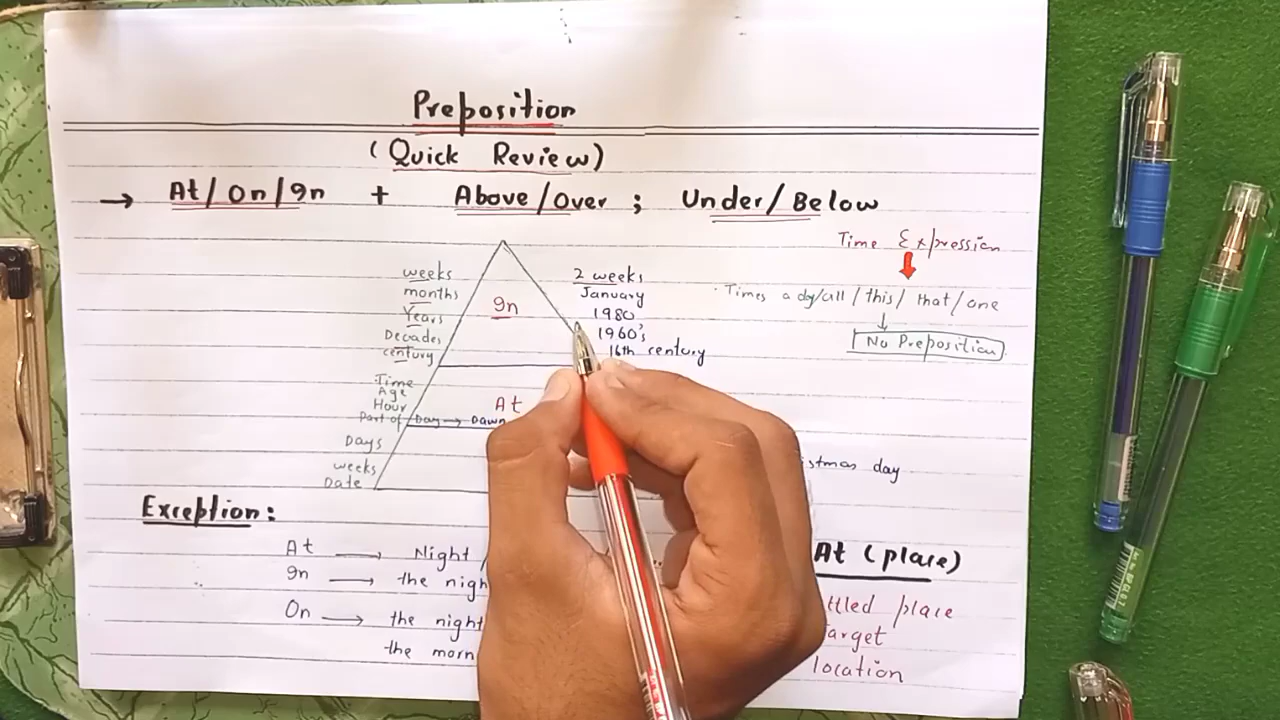 Preposition
(Quick Review)
→ At/On/In + Above/Over ; Under/Below
Time Expression
weeks
months
Years
Decades
century
In
2 weeks
January
1980
1960's
16th century
Times a day/all/this/that/one
No Preposition
Time
Age
Hour
Part of Day → Dawn
At
Days
weeks
Date
stmas day
Exception:
At → Night /
In → the nigh
On → the night
the morn
At (place)
ttled place
arget
location